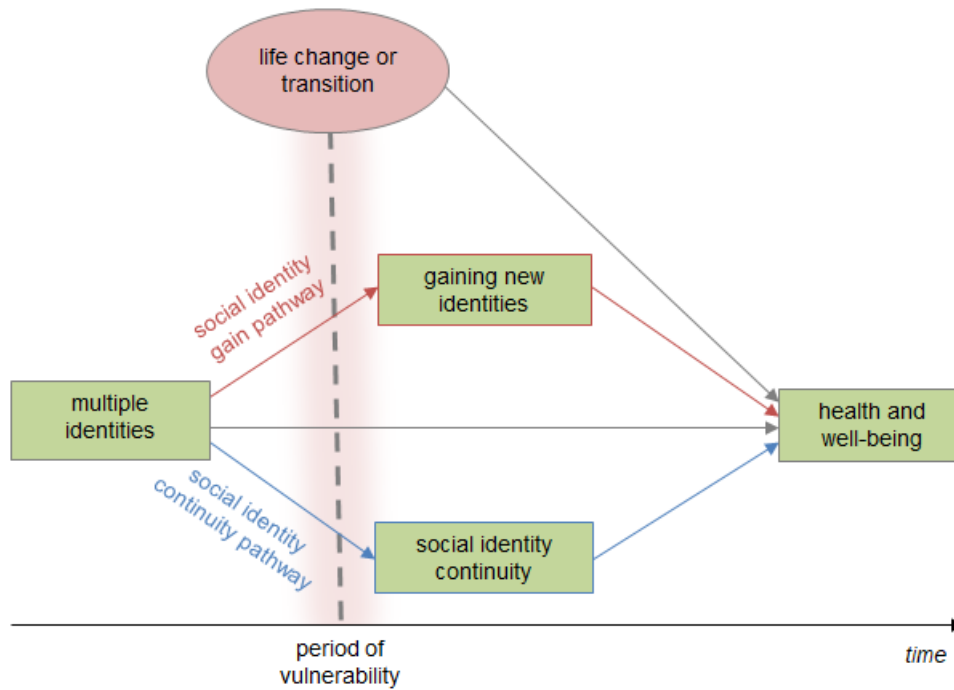 life change or
transition
social identity
gain pathway
gaining new
identities
multiple
identities
health and
well-being
social identity
continuity pathway
social identity
continuity
period of
vulnerability
time